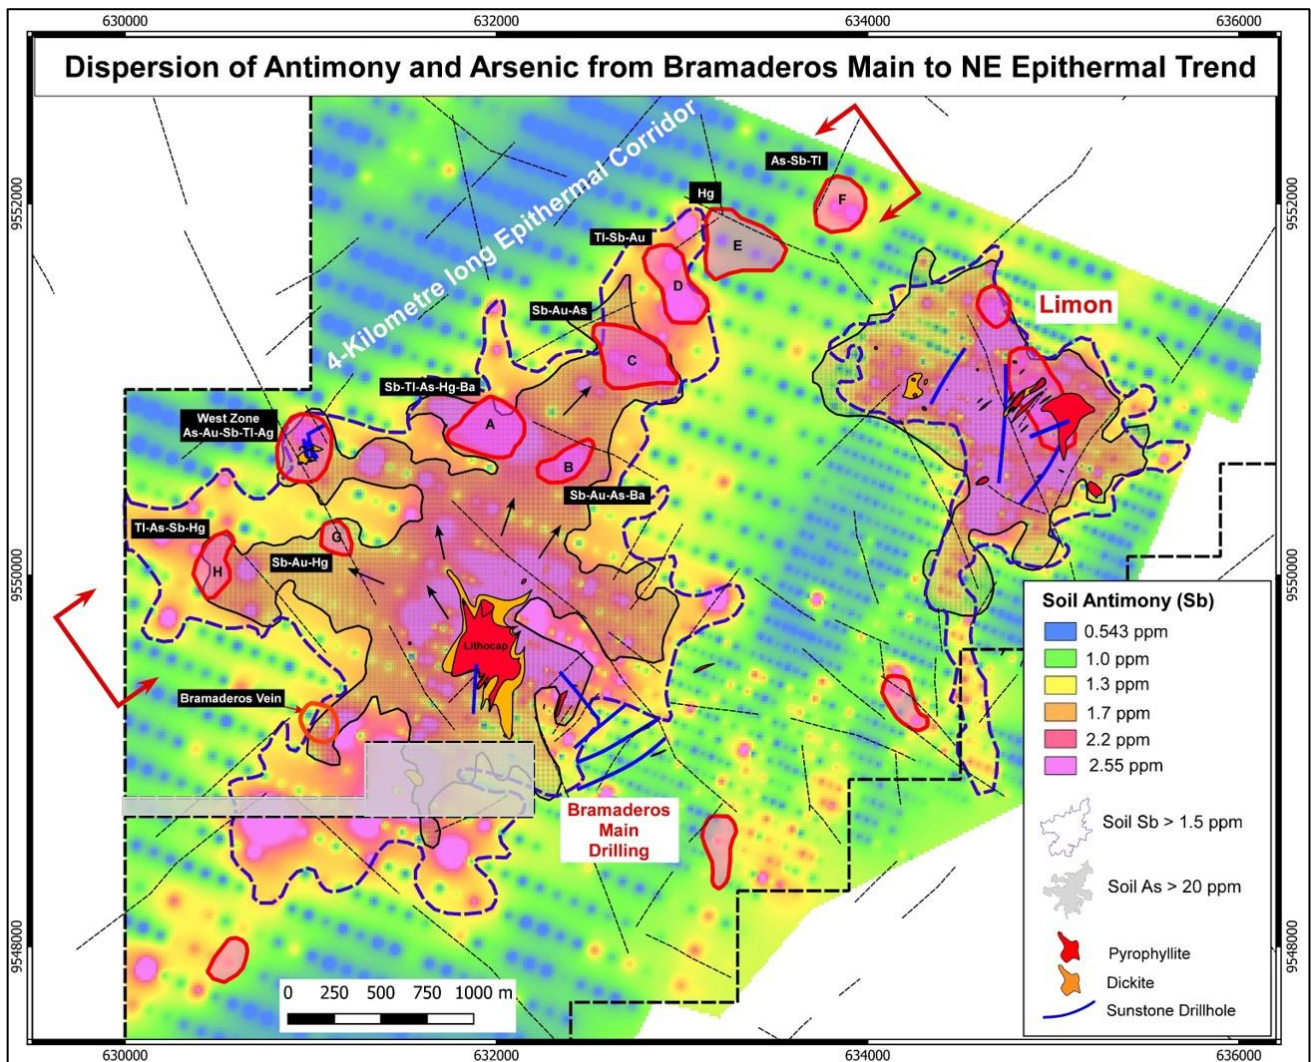 630000
632000
634000
636000
Dispersion of Antimony and Arsenic from Bramaderos Main to NE Epithermal Trend
4-Kilometre long Epithermal Corridor
As-Sb-Tl
F
9552000
9552000
Hg
E
Tl-Sb-Au
D
Limon
Sb-Au-As
C
Sb-Tl-As-Hg-Ba
A
West Zone
As-Au-Sb-Tl-Ag
B
Sb-Au-As-Ba
Tl-As-Sb-Hg
H
G
Sb-Au-Hg
9550000
9550000
Lithocap
Bramaderos Vein
Bramaderos
Main
Drilling
Soil Antimony (Sb)
0.543 ppm
1.0 ppm
1.3 ppm
1.7 ppm
2.2 ppm
2.55 ppm
Soil Sb > 1.5 ppm
Soil As > 20 ppm
Pyrophyllite
Dickite
Sunstone Drillhole
9548000
9548000
0 250 500 750 1000 m
630000
632000
634000
636000